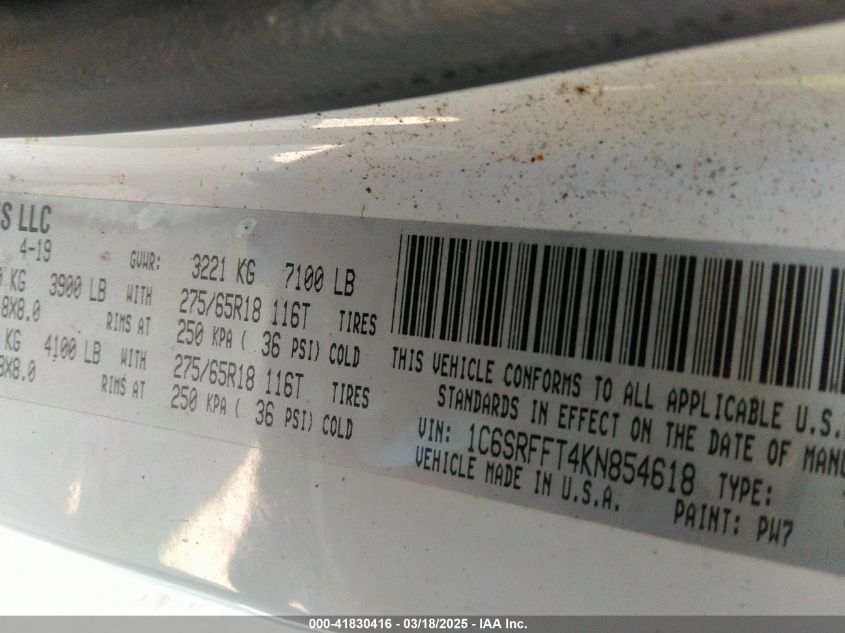 S LLC
4-19 GVWR: 3221 KG 7100 LB
KG 3900 LB WITH 275/65R18 116T TIRES
8X8.0 RIMS AT 250 KPA ( 36 PSI) COLD
KG 4100 LB WITH 275/65R18 116T TIRES
8X8.0 RIMS AT 250 KPA ( 36 PSI) COLD
THIS VEHICLE CONFORMS TO ALL APPLICABLE U.S.
STANDARDS IN EFFECT ON THE DATE OF MANU
VIN: 1C6SRFFT4KN854618 TYPE:
VEHICLE MADE IN U.S.A. PAINT: PW7
000-41830416 - 03/18/2025 - IAA Inc.